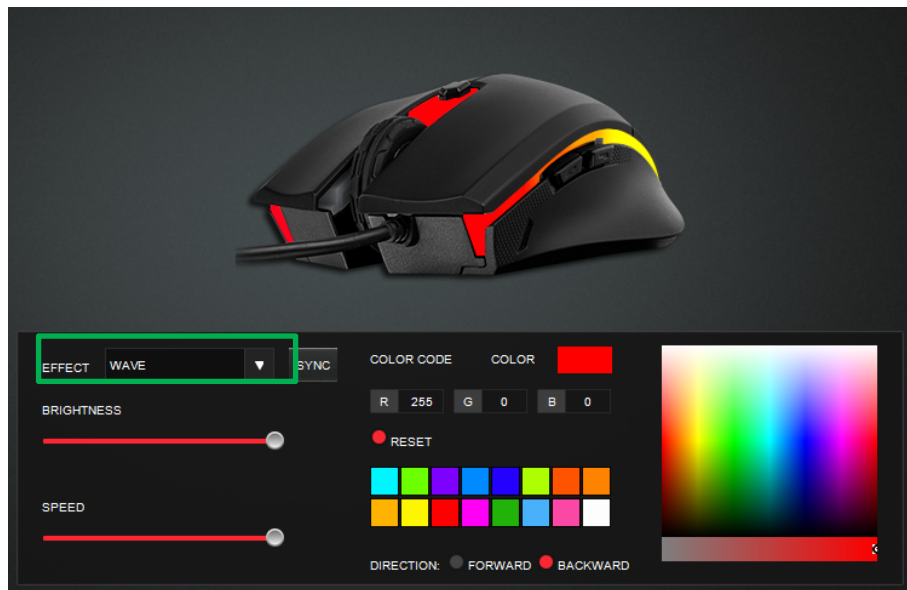 EFFECT WAVE SYNC
BRIGHTNESS
SPEED
COLOR CODE COLOR
R 255 G 0 B 0
RESET
DIRECTION: FORWARD BACKWARD